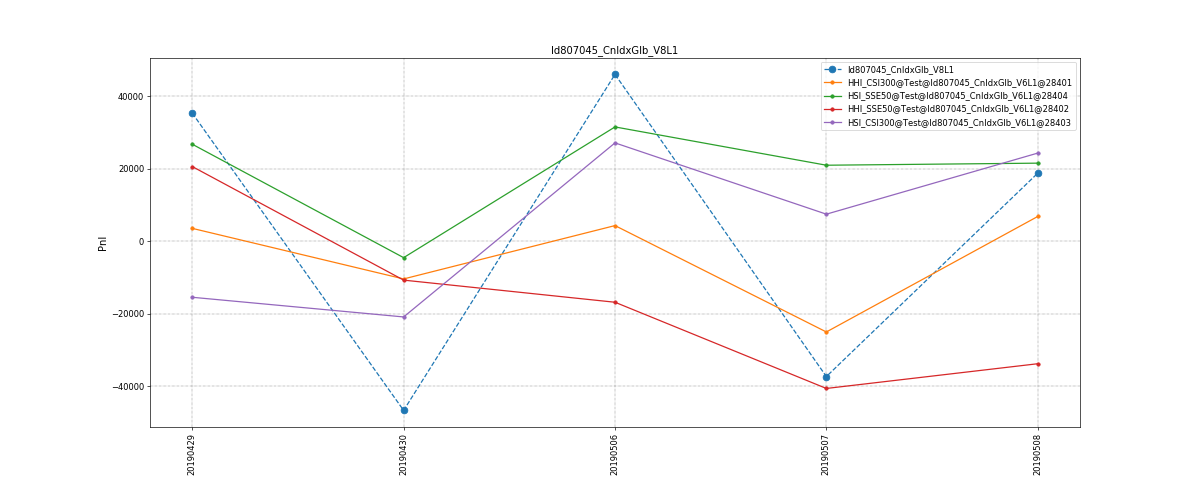 Id807045_CnIdxGlb_V8L1
Id807045_CnIdxGlb_V8L1
HHI_CSI300@Test@Id807045_CnIdxGlb_V6L1@28401
HSI_SSE50@Test@Id807045_CnIdxGlb_V6L1@28404
HHI_SSE50@Test@Id807045_CnIdxGlb_V6L1@28402
HSI_CSI300@Test@Id807045_CnIdxGlb_V6L1@28403
Pnl
40000
20000
0
−20000
−40000
20190429
20190430
20190506
20190507
20190508